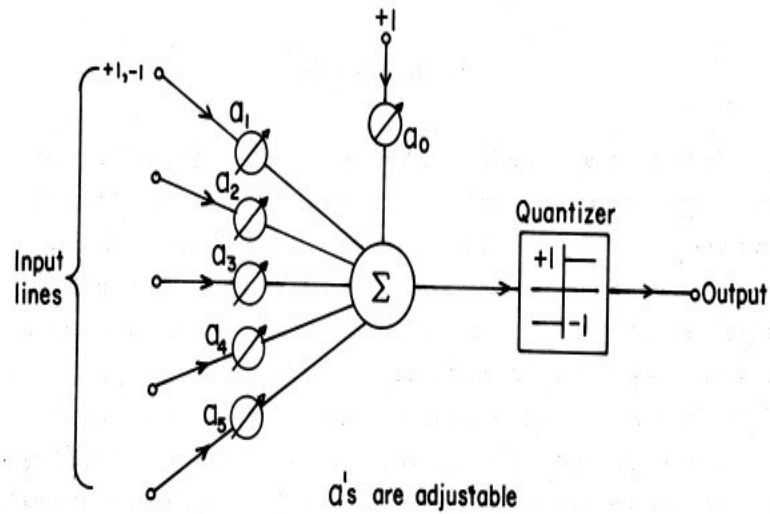 +1
+1,-1
a₁
a₀
a₂
Quantizer
a₃
+1
Input
lines
Σ
-1
Output
a₄
a₅
a's are adjustable